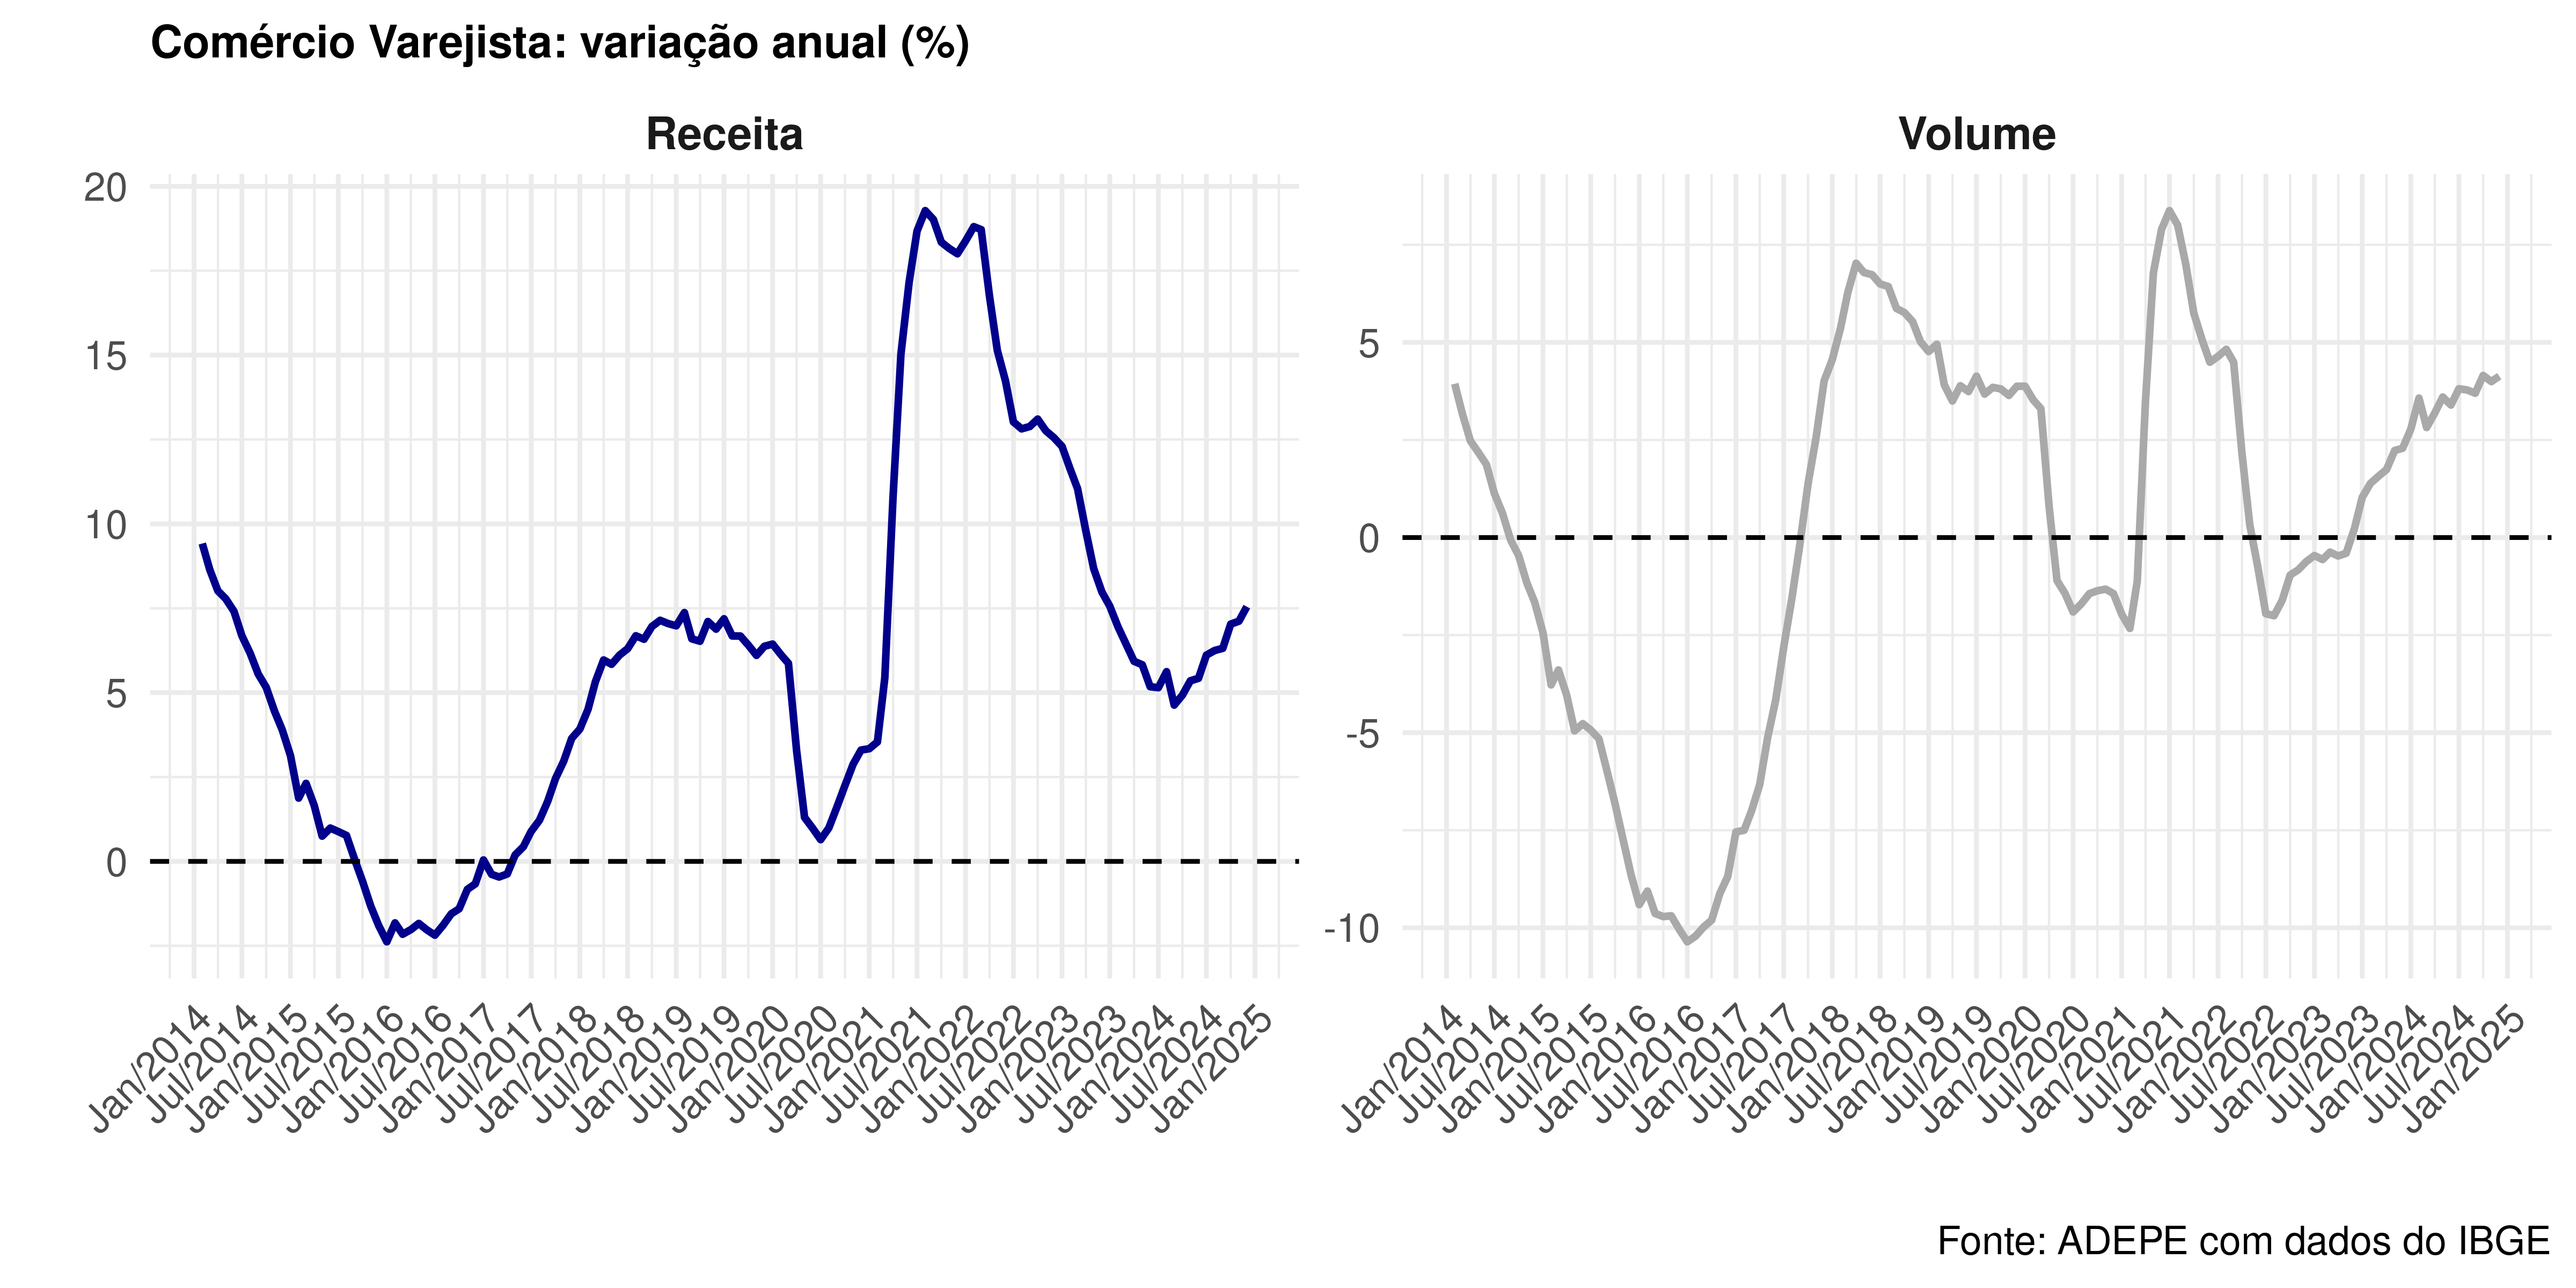 Comércio Varejista: variação anual (%)
Receita
20
15
10
5
0
Jan/2014
Jul/2014
Jan/2015
Jul/2015
Jan/2016
Jul/2016
Jan/2017
Jul/2017
Jan/2018
Jul/2018
Jan/2019
Jul/2019
Jan/2020
Jul/2020
Jan/2021
Jul/2021
Jan/2022
Jul/2022
Jan/2023
Jul/2023
Jan/2024
Jul/2024
Jan/2025
Volume
5
0
-5
-10
Jan/2014
Jul/2014
Jan/2015
Jul/2015
Jan/2016
Jul/2016
Jan/2017
Jul/2017
Jan/2018
Jul/2018
Jan/2019
Jul/2019
Jan/2020
Jul/2020
Jan/2021
Jul/2021
Jan/2022
Jul/2022
Jan/2023
Jul/2023
Jan/2024
Jul/2024
Jan/2025
Fonte: ADEPE com dados do IBGE